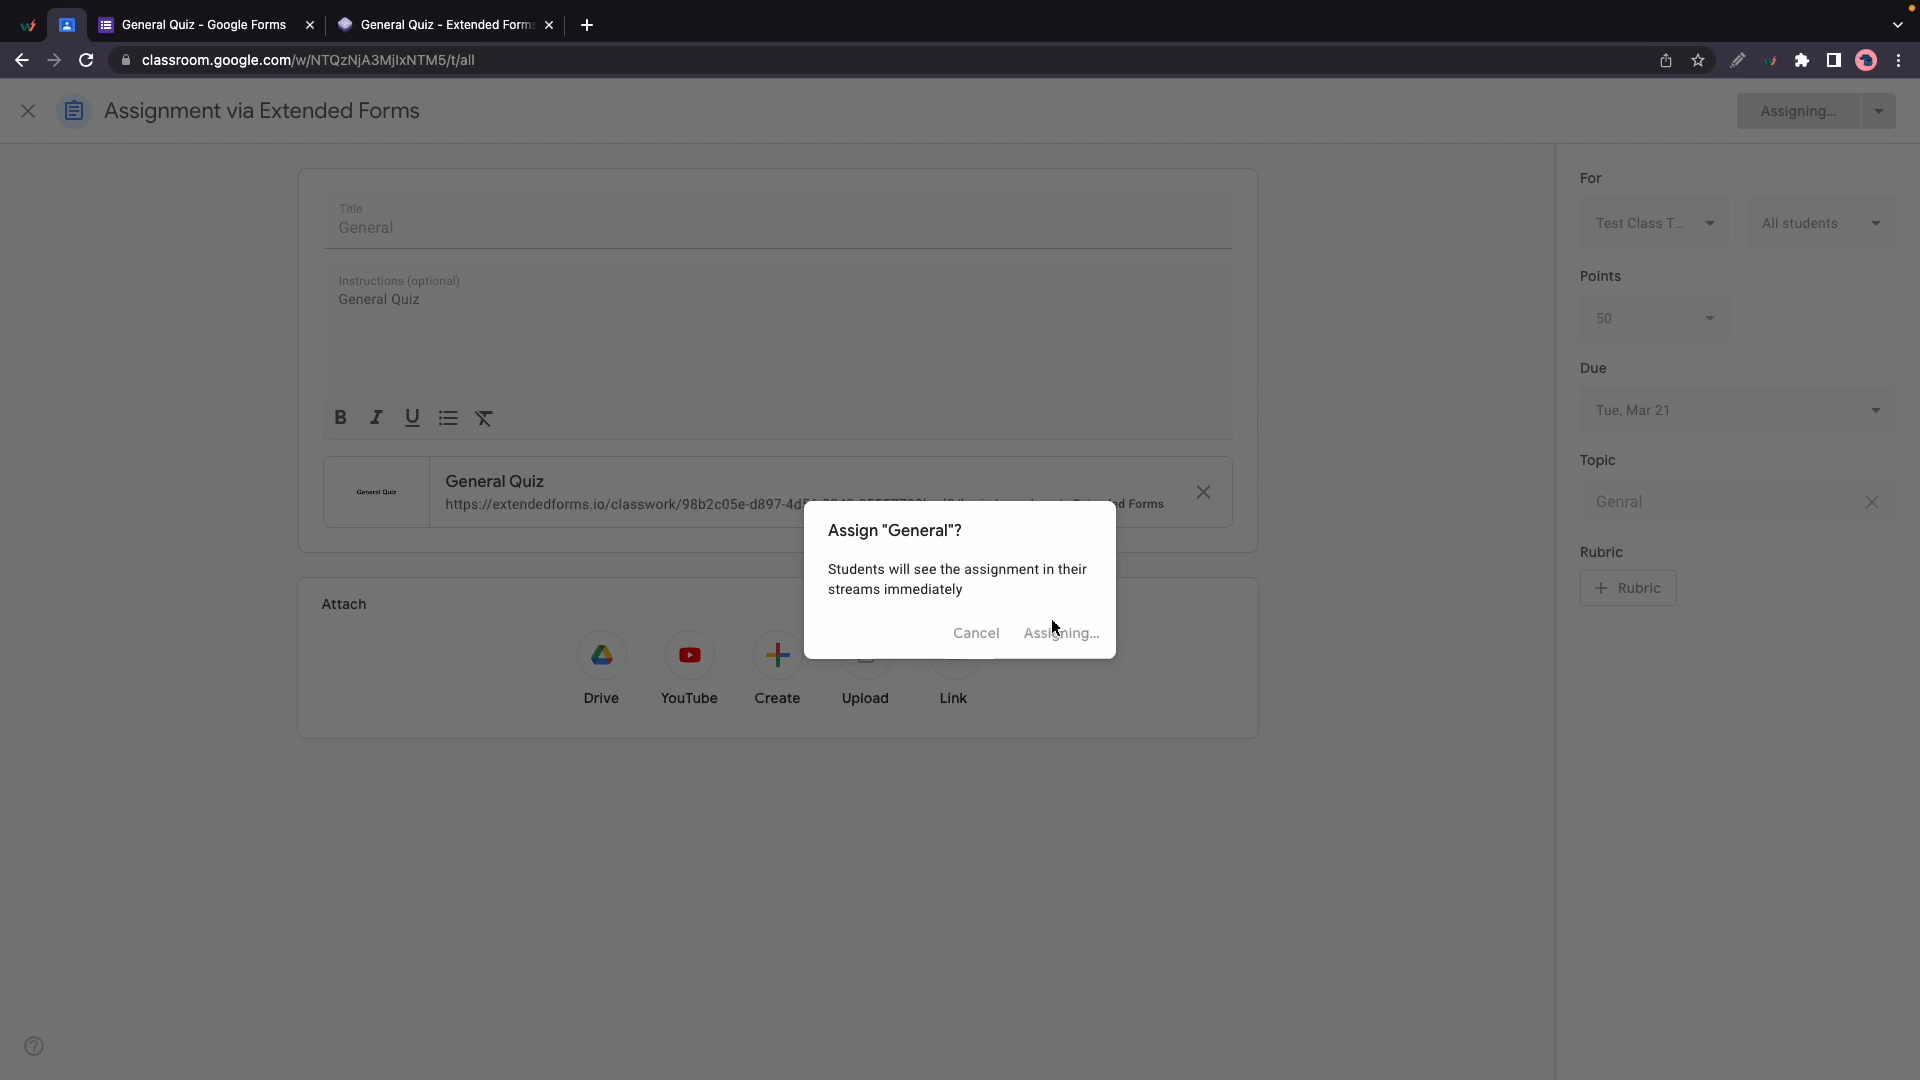 General Quiz - Google Forms
General Quiz - Extended Forms
classroom.google.com/w/NTQzNjA3MjIxNTM5/t/all
Assignment via Extended Forms
Assigning...
Title
General
Instructions (optional)
General Quiz
General Quiz
General Quiz
https://extendedforms.io/classwork/98b2c05e-d897-4d
Forms
Attach
Drive
YouTube
Create
Upload
Link
Assign "General"?
Students will see the assignment in their
streams immediately
Cancel
Assigning...
For
Test Class T...
All students
Points
50
Due
Tue, Mar 21
Topic
Genral
Rubric
Rubric